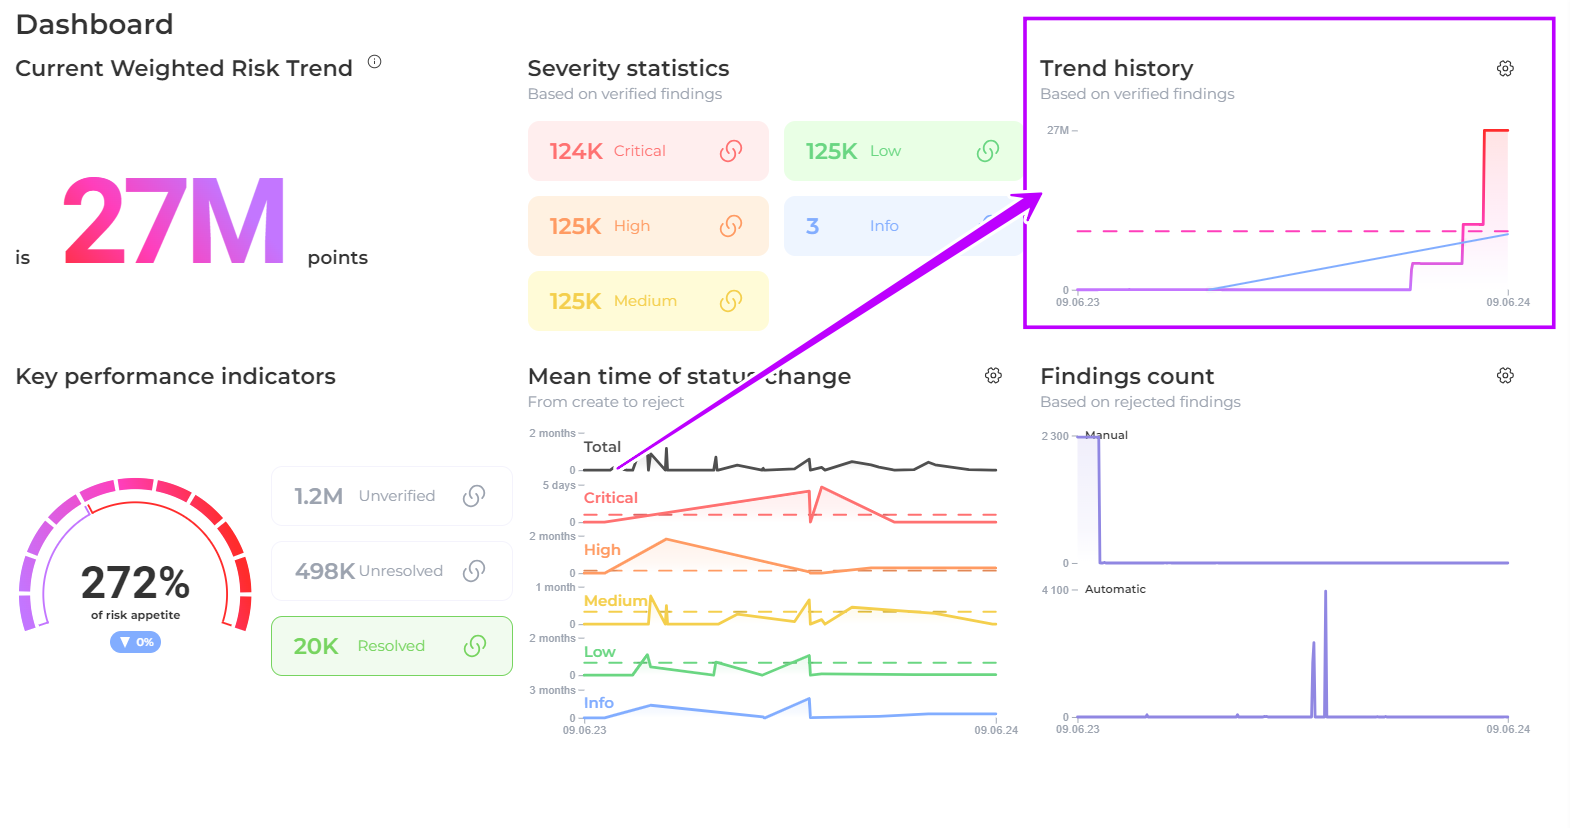 Dashboard
Current Weighted Risk Trend
is 27M points
Severity statistics
Based on verified findings
124K Critical
125K Low
125K High
3 Info
125K Medium
Trend history
Based on verified findings
27M
0
09.06.23 09.06.24
Key performance indicators
272%
of risk appetite
▼ 0%
1.2M Unverified
498K Unresolved
20K Resolved
Mean time of status change
From create to reject
2 months
Total
0
5 days
Critical
0
2 months
High
0
1 month
Medium
0
2 months
Low
0
3 months
Info
0
09.06.23 09.06.24
Findings count
Based on rejected findings
2 300 Manual
0
4 100 Automatic
0
09.06.23 09.06.24